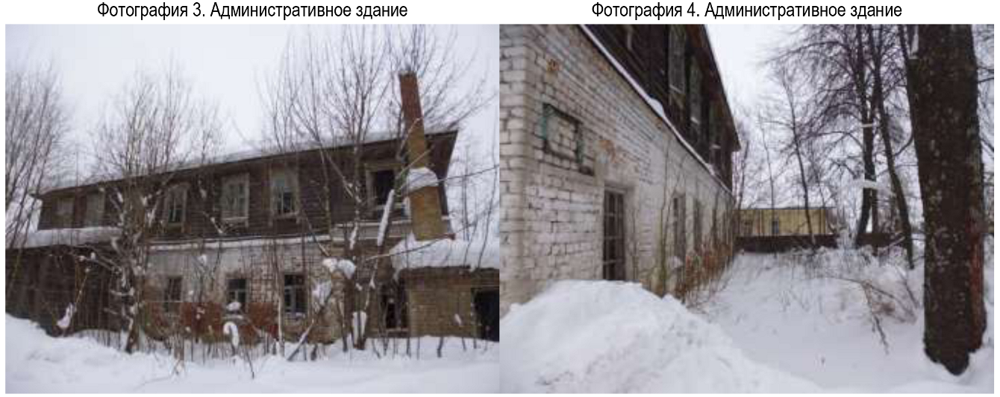 Фотография 3. Административное здание
Фотография 4. Административное здание